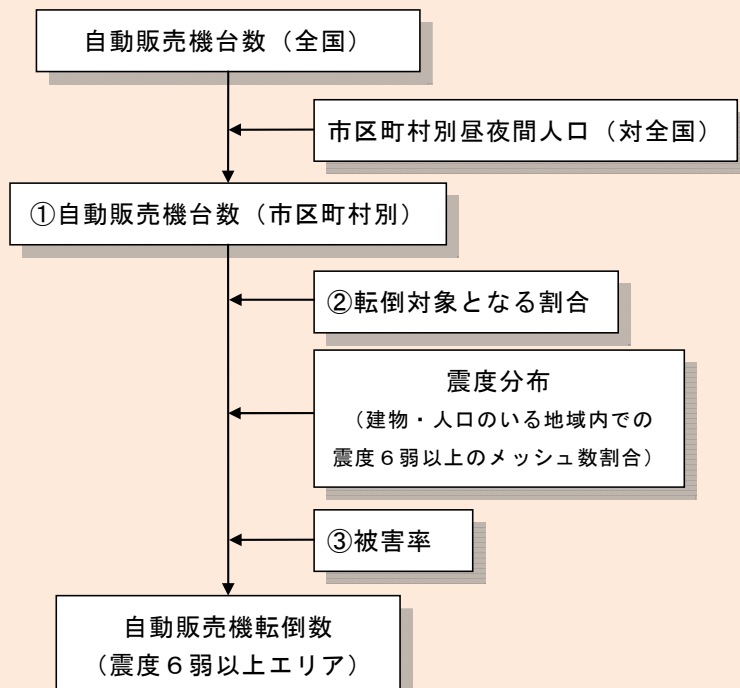 自動販売機台数（全国）
市区町村別昼夜間人口（対全国）
①自動販売機台数（市区町村別）
②転倒対象となる割合
震度分布
（建物・人口のいる地域内での
震度６弱以上のメッシュ数割合）
③被害率
自動販売機転倒数
（震度６弱以上エリア）